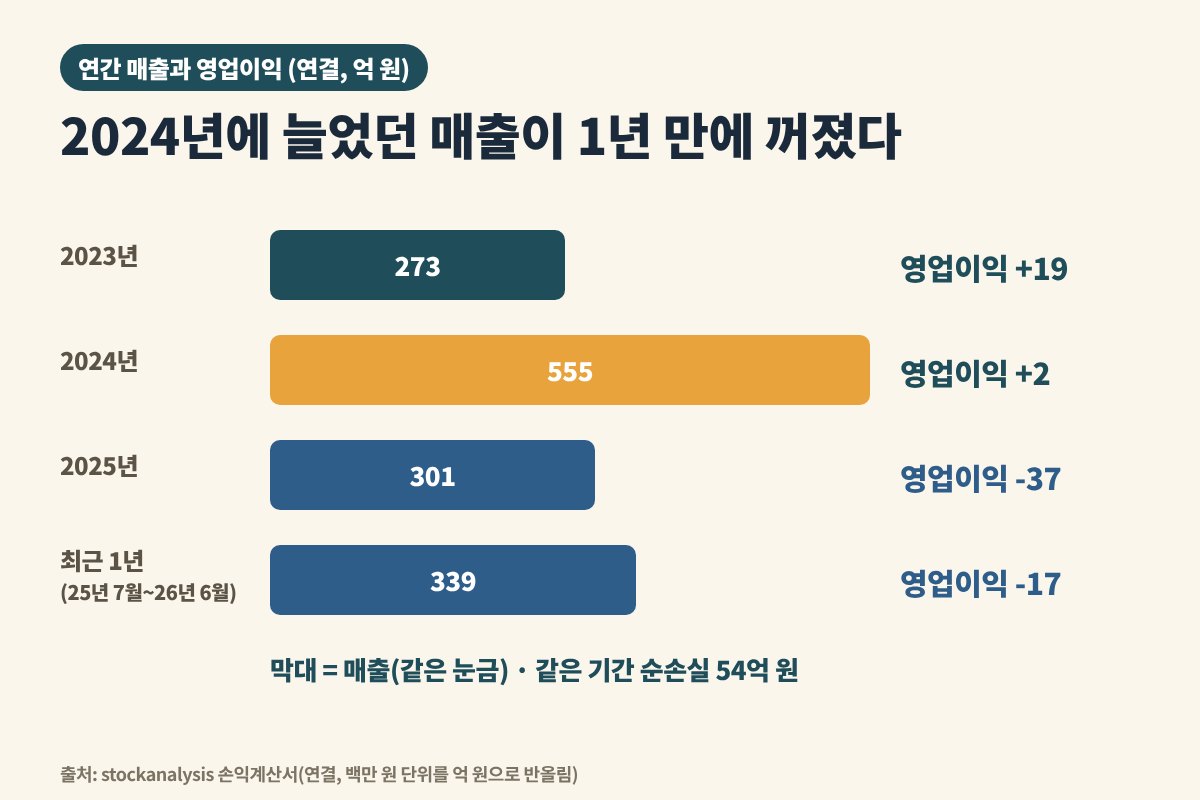 연간 매출과 영업이익 (연결, 억 원)
2024년에 늘었던 매출이 1년 만에 꺼졌다
2023년
273
영업이익 +19
2024년
555
영업이익 +2
2025년
301
영업이익 -37
최근 1년
(25년 7월~26년 6월)
339
영업이익 -17
막대 = 매출(같은 눈금) · 같은 기간 순손실 54억 원
출처: stockanalysis 손익계산서(연결, 백만 원 단위를 억 원으로 반올림)